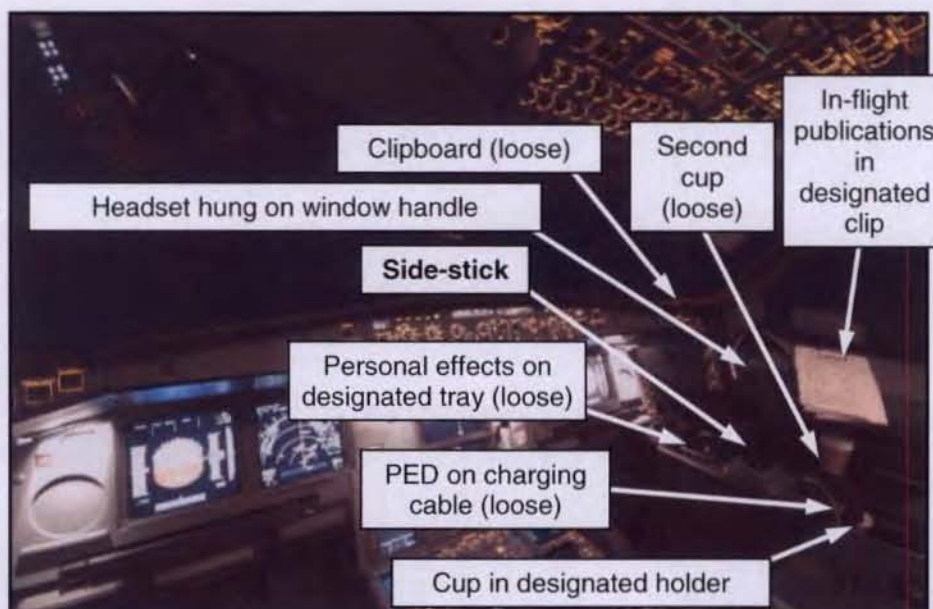 In-flight
publications
in
designated
clip
Clipboard (loose)
Second
cup
(loose)
Headset hung on window handle
Side-stick
Personal effects on
designated tray (loose)
PED on charging
cable (loose)
Cup in designated holder